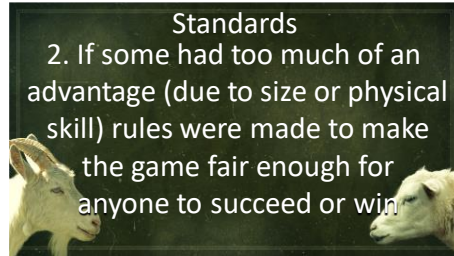 Standards
2. If some had too much of an
advantage (due to size or physical
skill) rules were made to make
the game fair enough for
anyone to succeed or win